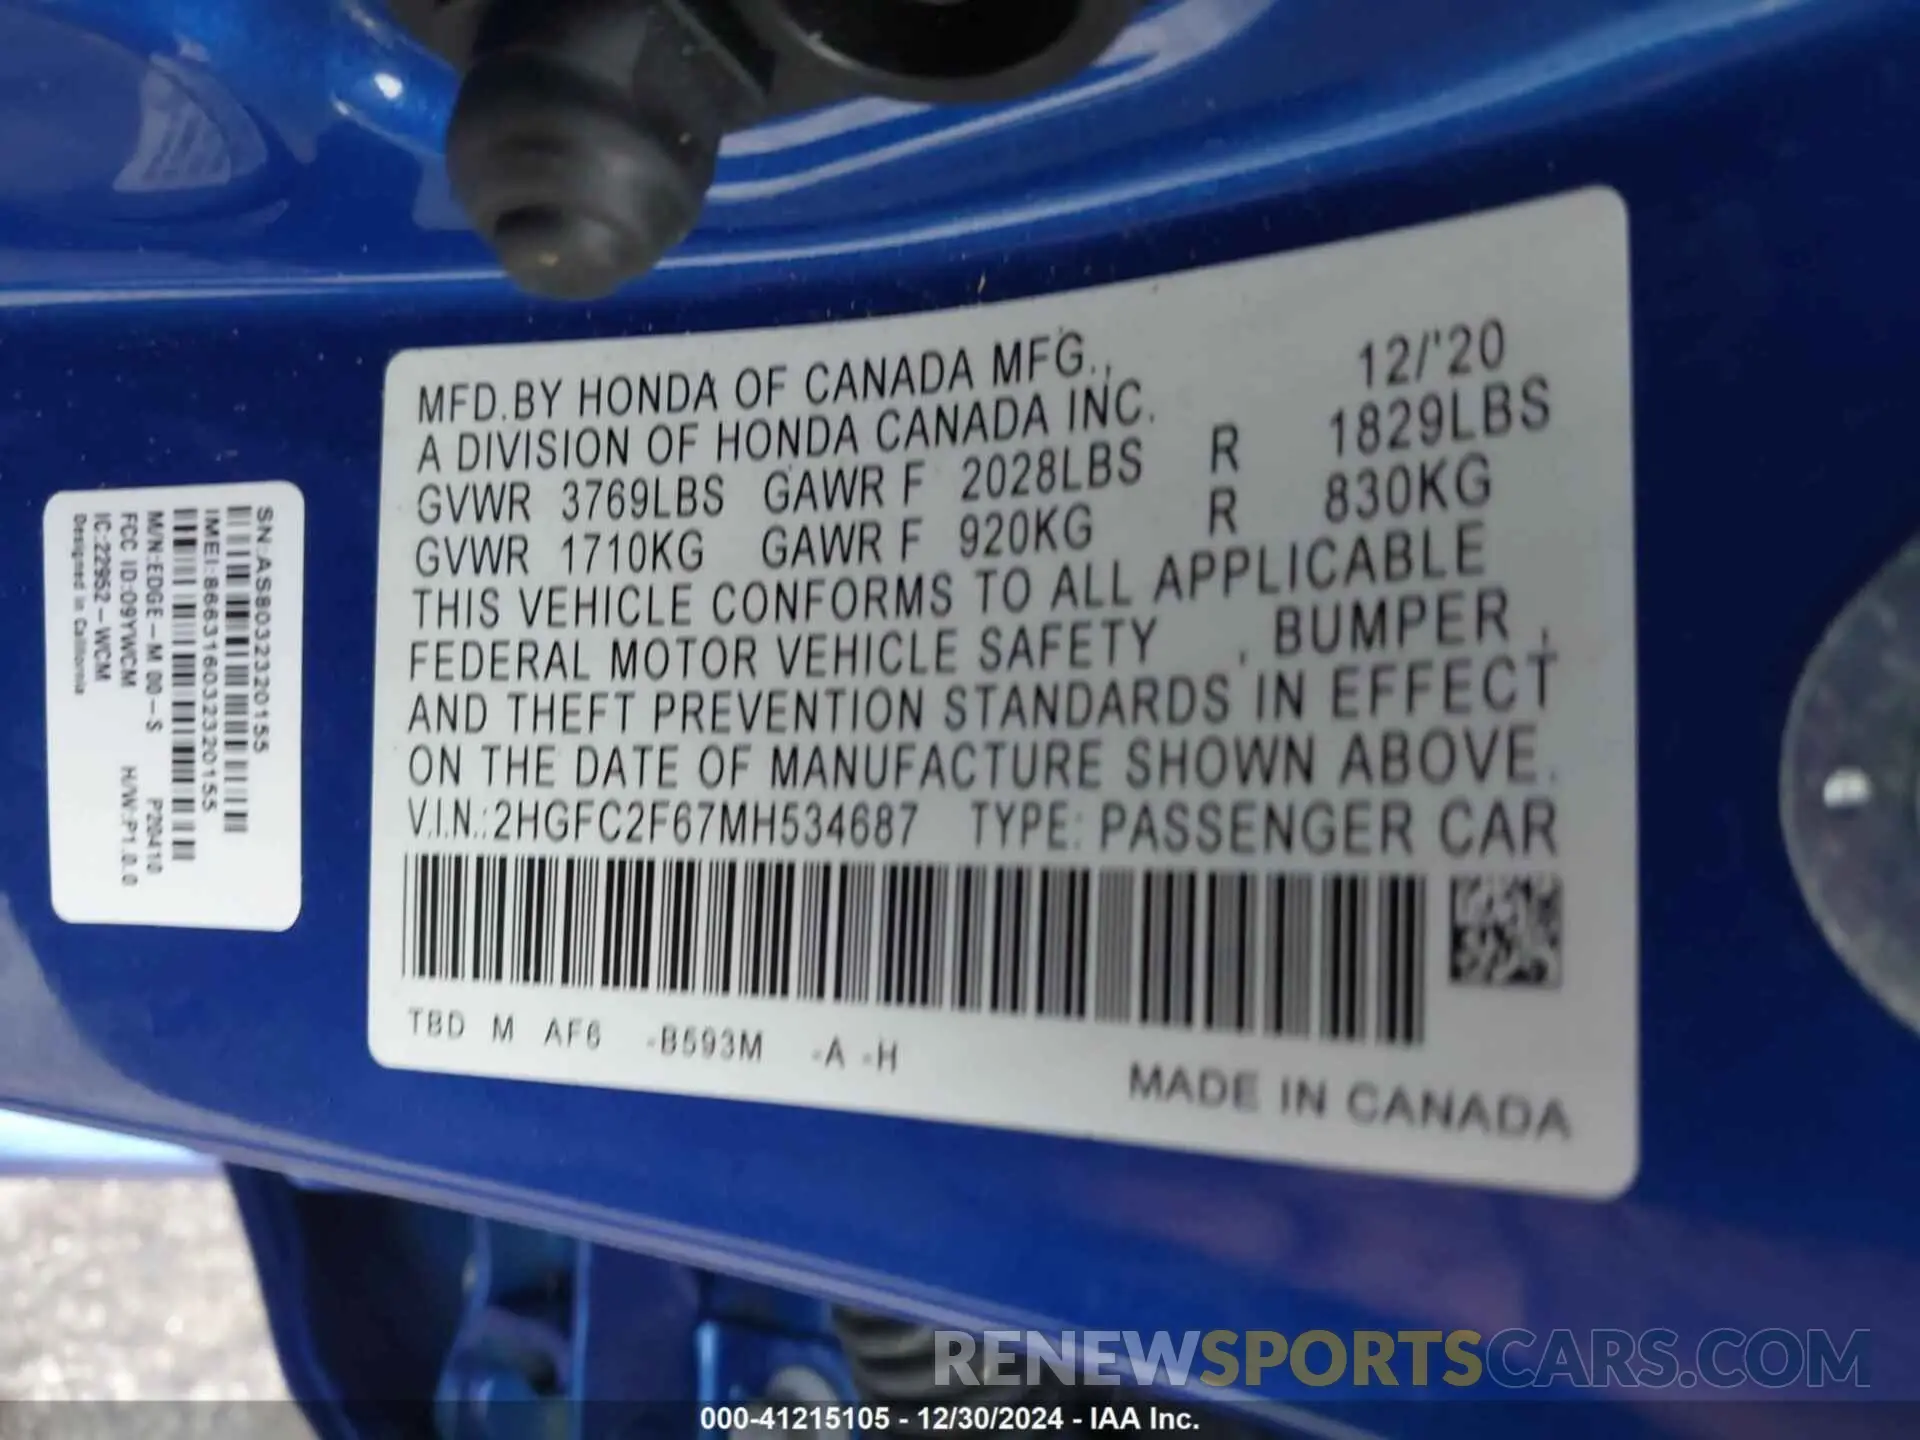 MFD.BY HONDA OF CANADA MFG., 12/'20
A DIVISION OF HONDA CANADA INC.
GVWR 3769LBS GAWR F 2028LBS R 1829LBS
GVWR 1710KG GAWR F 920KG R 830KG
THIS VEHICLE CONFORMS TO ALL APPLICABLE
FEDERAL MOTOR VEHICLE SAFETY , BUMPER ,
AND THEFT PREVENTION STANDARDS IN EFFECT
ON THE DATE OF MANUFACTURE SHOWN ABOVE.
V.I.N.:2HGFC2F67MH534687 TYPE: PASSENGER CAR
TBD M AF6 -B593M -A -H
MADE IN CANADA
SN:AS8032320155
IMEI:866316032320155
M/N:EDGE-M 00-S P20410
FCC ID:O9YWCM H/W:P1.0.0
IC:22952-WCM
Designed in California
RENEWSPORTSCARS.COM
000-41215105 - 12/30/2024 - IAA Inc.